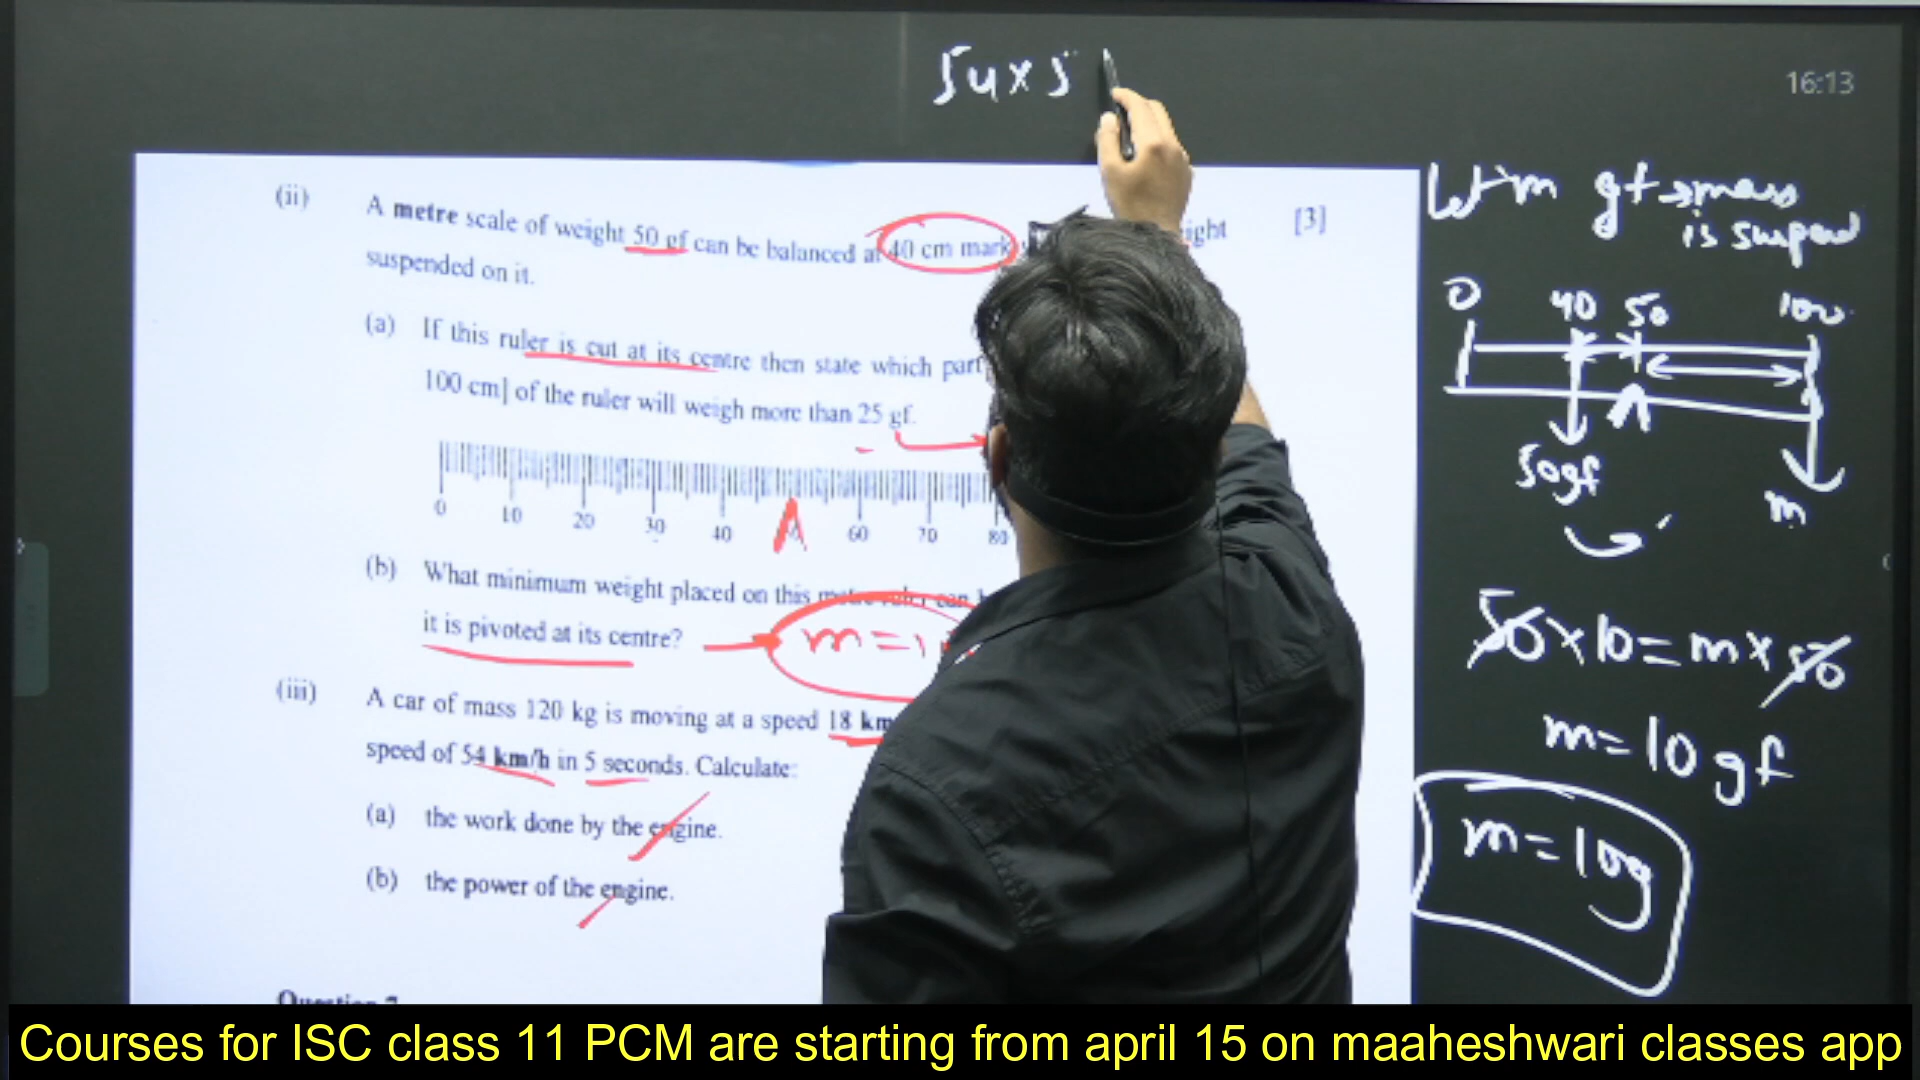 54 x 5
16:13
(ii) A metre scale of weight 50 gf can be balanced at 40 cm mark ight [3]
suspended on it.
(a) If this ruler is cut at its centre then state which part
100 cm] of the ruler will weigh more than 25 gf.
0 10 20 30 40 60 70 80
(b) What minimum weight placed on this metre ruler can
it is pivoted at its centre?
m = 1
(iii) A car of mass 120 kg is moving at a speed 18 km
speed of 54 km/h in 5 seconds. Calculate:
(a) the work done by the engine.
(b) the power of the engine.
Let m gf → mass
is suspend
0 40 50 100
50gf
m
50 x 10 = m x 50
m = 10 gf
m = 10g
Courses for ISC class 11 PCM are starting from april 15 on maaheshwari classes app